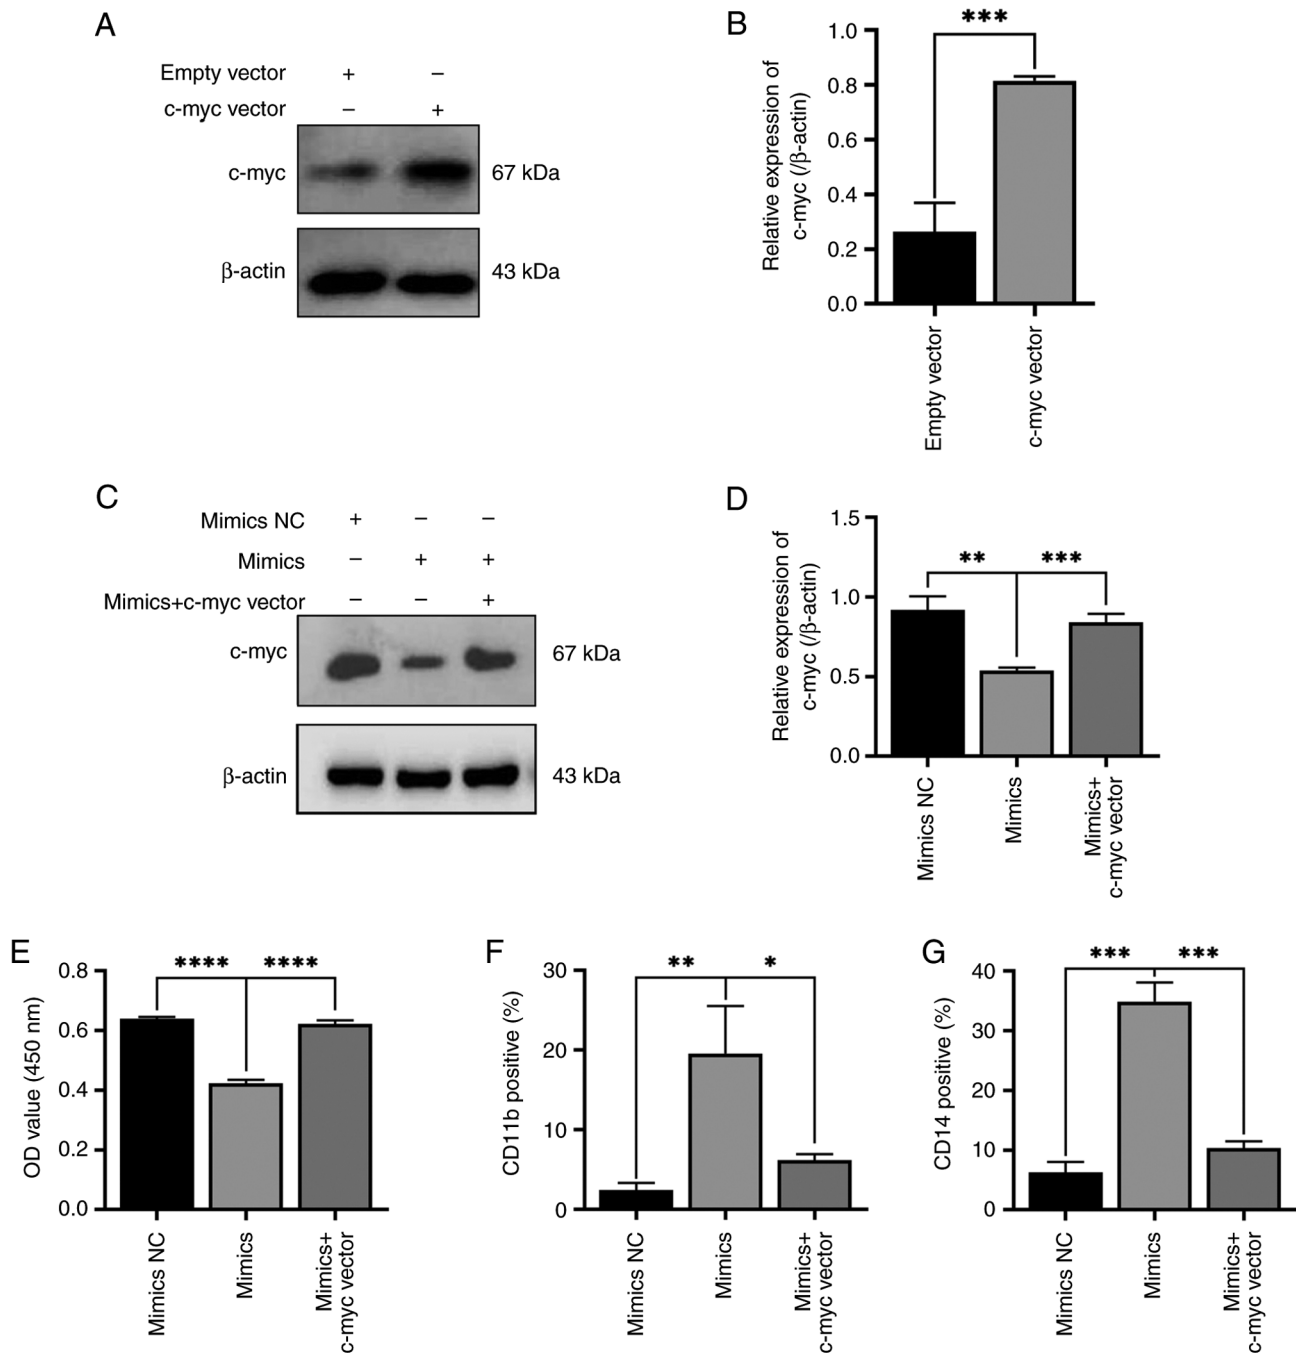 A
Empty vector + –
c-myc vector – +
c-myc 67 kDa
β-actin 43 kDa
B
***
Relative expression of
c-myc (/β-actin)
1.0
0.8
0.6
0.4
0.2
0.0
Empty vector
c-myc vector
C
Mimics NC + – –
Mimics – + +
Mimics+c-myc vector – – +
c-myc 67 kDa
β-actin 43 kDa
D
** ***
Relative expression of
c-myc (/β-actin)
1.5
1.0
0.5
0.0
Mimics NC
Mimics
Mimics+
c-myc vector
E
**** ****
OD value (450 nm)
0.8
0.6
0.4
0.2
0.0
Mimics NC
Mimics
Mimics+
c-myc vector
F
** *
CD11b positive (%)
30
20
10
0
Mimics NC
Mimics
Mimics+
c-myc vector
G
*** ***
CD14 positive (%)
40
30
20
10
0
Mimics NC
Mimics
Mimics+
c-myc vector